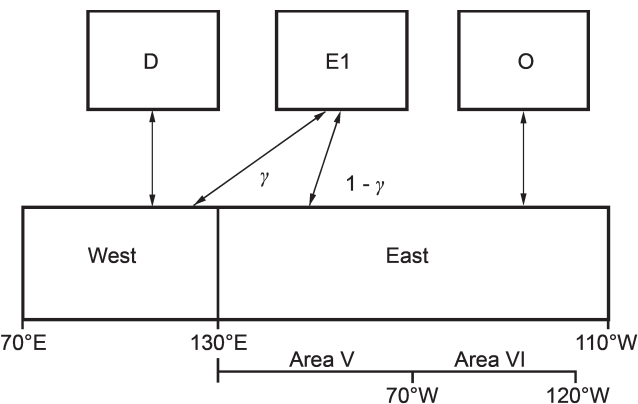 D E1 O
γ 1 - γ
West East
70°E 130°E 110°W
Area V Area VI
70°W 120°W